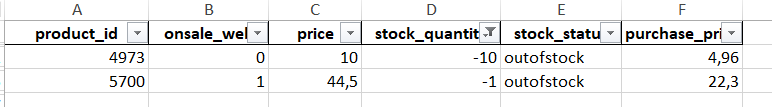 A B C D E F
product_id onsale_wel price stock_quantit stock_statu purchase_pri
4973 0 10 -10 outofstock 4,96
5700 1 44,5 -1 outofstock 22,3